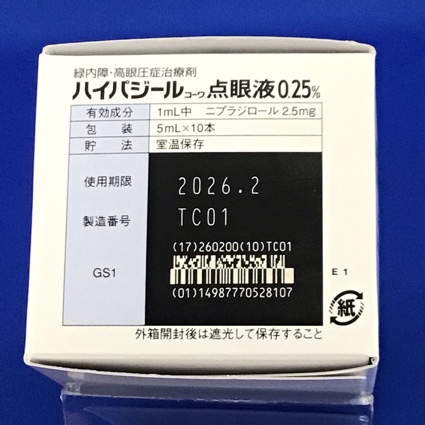 緑内障・高眼圧症治療剤
ハイパジールコーワ点眼液0.25%
有効成分 1mL中 ニプラジロール 2.5mg
包装 5mL×10本
貯法 室温保存
使用期限 2026.2
製造番号 TC01
(17)260200(10)TC01
GS1
E 1
(01)14987770528107
紙
外箱開封後は遮光して保存すること